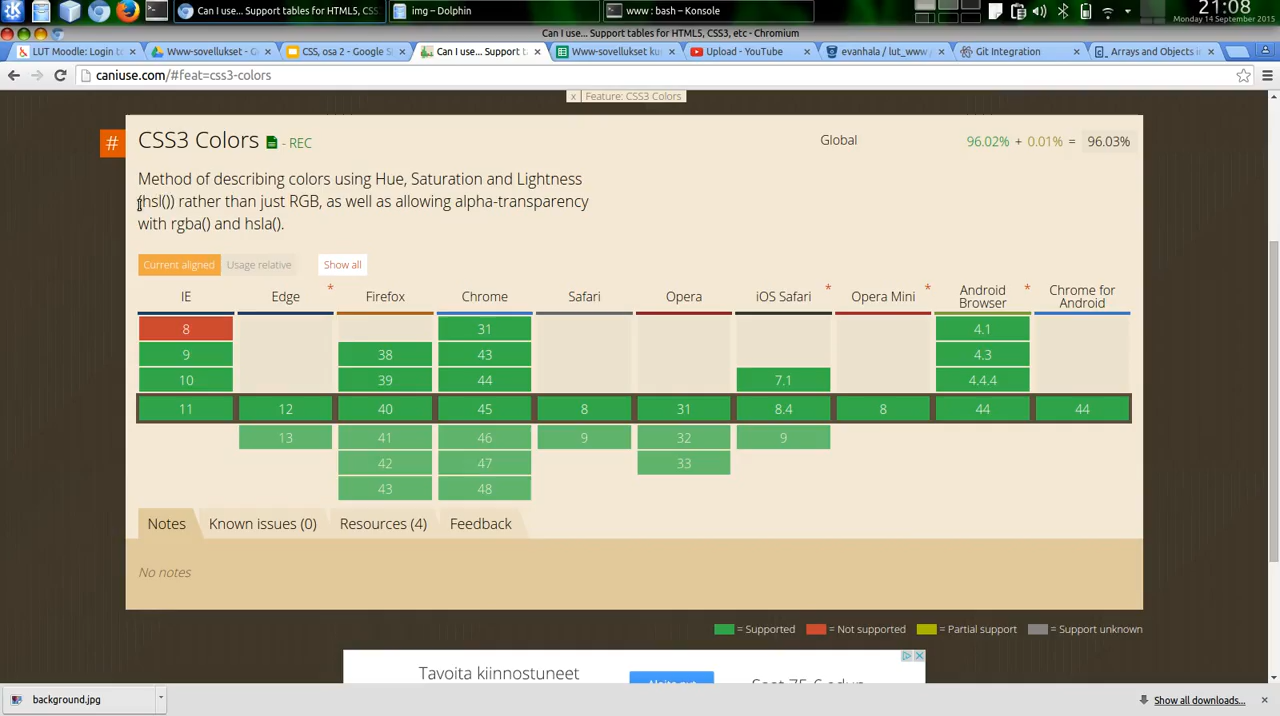 Can I use... Support tables for HTML5, CSS3,
img – Dolphin
www : bash – Konsole
21:08
Monday 14 September 2015
Can I use... Support tables for HTML5, CSS3, etc - Chromium
LUT Moodle: Login t
Www-sovellukset - G
CSS, osa 2 - Google S
Can I use... Support t
Www-sovellukset ku
Upload - YouTube
evanhala / lut_www
Git Integration
Arrays and Objects i
caniuse.com/#feat=css3-colors
x Feature: CSS3 Colors
# CSS3 Colors - REC
Global 96.02% + 0.01% = 96.03%
Method of describing colors using Hue, Saturation and Lightness
(hsl()) rather than just RGB, as well as allowing alpha-transparency
with rgba() and hsla().
Current aligned Usage relative Show all
IE Edge * Firefox Chrome Safari Opera iOS Safari * Opera Mini * Android Browser * Chrome for Android
8 31 4.1
9 38 43 4.3
10 39 44 7.1 4.4.4
11 12 40 45 8 31 8.4 8 44 44
13 41 46 9 32 9
42 47 33
43 48
Notes Known issues (0) Resources (4) Feedback
No notes
= Supported = Not supported = Partial support = Support unknown
Tavoita kiinnostuneet
background.jpg
Show all downloads...